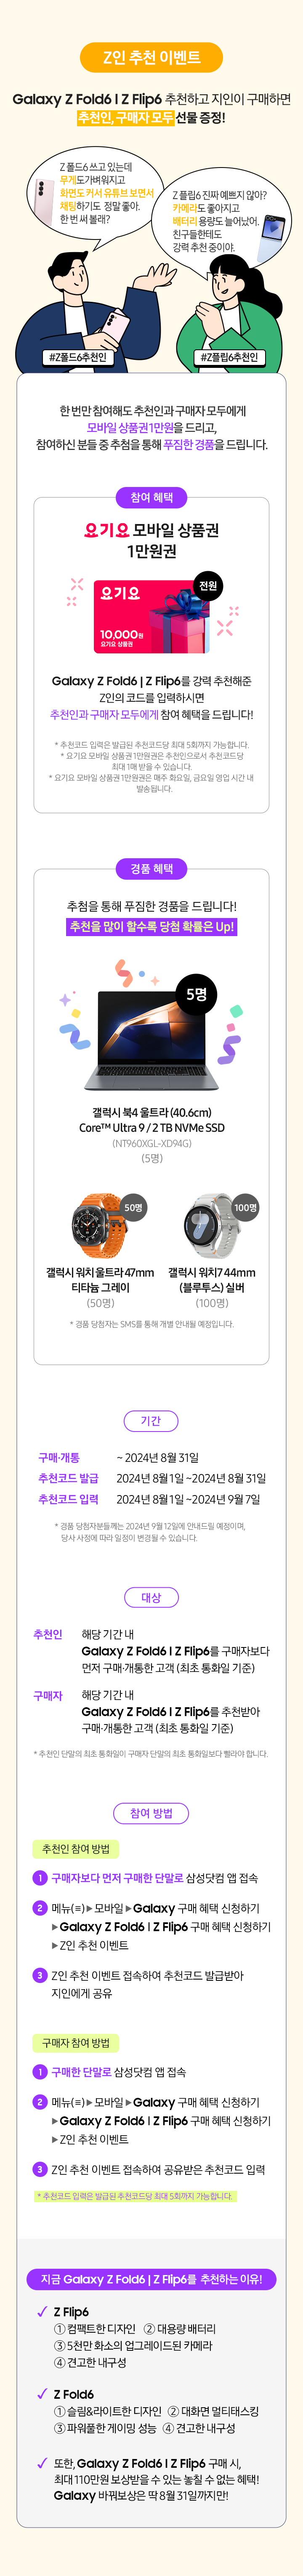 Z인 추천 이벤트
Galaxy Z Fold6 I Z Flip6 추천하고 지인이 구매하면
추천인, 구매자 모두 선물 증정!
Z 폴드6 쓰고 있는데
무게도가벼워지고
화면도 커서 유튜브 보면서
채팅하기도 정말 좋아.
한 번 써 볼래?
Z 플립6 진짜 예쁘지 않아?
카메라도 좋아지고
배터리 용량도 늘어났어.
친구들한테도
강력 추천 중이야.
#Z폴드6추천인
#Z플립6추천인
한 번만 참여해도 추천인과 구매자 모두에게
모바일 상품권 1만원을 드리고,
참여하신 분들 중 추첨을 통해 푸짐한 경품을 드립니다.
참여 혜택
요기요 모바일 상품권
1만원권
전원
요기요
10,000원
요기요 상품권
Galaxy Z Fold6 | Z Flip6를 강력 추천해준
Z인의 코드를 입력하시면
추천인과 구매자 모두에게 참여 혜택을 드립니다!
* 추천코드 입력은 발급된 추천코드당 최대 5회까지 가능합니다.
* 요기요 모바일 상품권 1만원권은 추천인으로서 추천코드당
최대 1매 받을 수 있습니다.
* 요기요 모바일 상품권 1만원권은 매주 화요일, 금요일 영업 시간 내
발송됩니다.
경품 혜택
추첨을 통해 푸짐한 경품을 드립니다!
추천을 많이 할수록 당첨 확률은 Up!
5명
갤럭시 북4 울트라 (40.6cm)
Core™ Ultra 9 / 2 TB NVMe SSD
(NT960XGL-XD94G)
(5명)
50명
100명
갤럭시 워치 울트라 47mm
티타늄 그레이
(50명)
갤럭시 워치7 44mm
(블루투스) 실버
(100명)
* 경품 당첨자는 SMS를 통해 개별 안내될 예정입니다.
기간
구매·개통 ~ 2024년 8월 31일
추천코드 발급 2024년 8월 1일 ~2024년 8월 31일
추천코드 입력 2024년 8월 1일 ~2024년 9월 7일
* 경품 당첨자분들께는 2024년 9월 12일에 안내드릴 예정이며,
당사 사정에 따라 일정이 변경될 수 있습니다.
대상
추천인 해당 기간 내
Galaxy Z Fold6 I Z Flip6를 구매자보다
먼저 구매·개통한 고객 (최초 통화일 기준)
구매자 해당 기간 내
Galaxy Z Fold6 I Z Flip6를 추천받아
구매·개통한 고객 (최초 통화일 기준)
* 추천인 단말의 최초 통화일이 구매자 단말의 최초 통화일보다 빨라야 합니다.
참여 방법
추천인 참여 방법
1 구매자보다 먼저 구매한 단말로 삼성닷컴 앱 접속
2 메뉴(≡)▶모바일 ▶Galaxy 구매 혜택 신청하기
▶Galaxy Z Fold6 I Z Flip6 구매 혜택 신청하기
▶Z인 추천 이벤트
3 Z인 추천 이벤트 접속하여 추천코드 발급받아
지인에게 공유
구매자 참여 방법
1 구매한 단말로 삼성닷컴 앱 접속
2 메뉴(≡)▶모바일 ▶Galaxy 구매 혜택 신청하기
▶Galaxy Z Fold6 I Z Flip6 구매 혜택 신청하기
▶Z인 추천 이벤트
3 Z인 추천 이벤트 접속하여 공유받은 추천코드 입력
* 추천코드 입력은 발급된 추천코드당 최대 5회까지 가능합니다.
지금 Galaxy Z Fold6 | Z Flip6를 추천하는 이유!
✓ Z Flip6
① 컴팩트한 디자인 ② 대용량 배터리
③ 5천만 화소의 업그레이드된 카메라
④ 견고한 내구성
✓ Z Fold6
① 슬림&라이트한 디자인 ② 대화면 멀티태스킹
③ 파워풀한 게이밍 성능 ④ 견고한 내구성
✓ 또한, Galaxy Z Fold6 I Z Flip6 구매 시,
최대 110만원 보상받을 수 있는 놓칠 수 없는 혜택!
Galaxy 바꿔보상은 딱 8월 31일까지만!